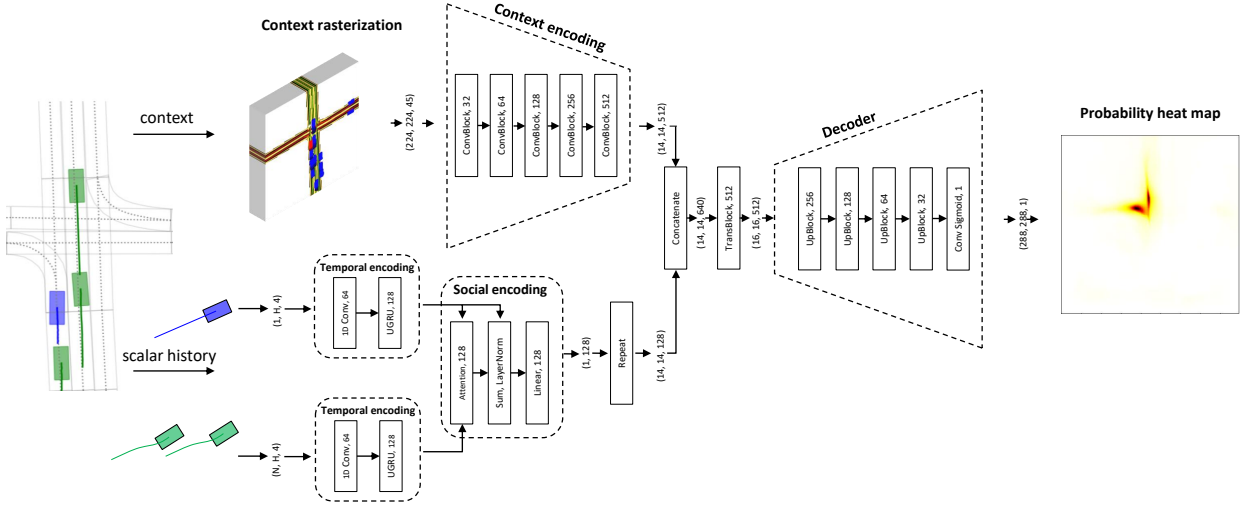 Context rasterization
Context encoding
context
(224, 224, 45)
ConvBlock, 32
ConvBlock, 64
ConvBlock, 128
ConvBlock, 256
ConvBlock, 512
(14, 14, 512)
Decoder
Probability heat map
Concatenate
(14, 14, 640)
TransBlock, 512
(16, 16, 512)
UpBlock, 256
UpBlock, 128
UpBlock, 64
UpBlock, 32
Conv Sigmoid, 1
(288, 288, 1)
scalar history
(1, H, 4)
Temporal encoding
1D Conv, 64
UGRU, 128
Social encoding
Attention, 128
Sum, LayerNorm
Linear, 128
(1, 128)
Repeat
(14, 14, 128)
(N, H, 4)
Temporal encoding
1D Conv, 64
UGRU, 128